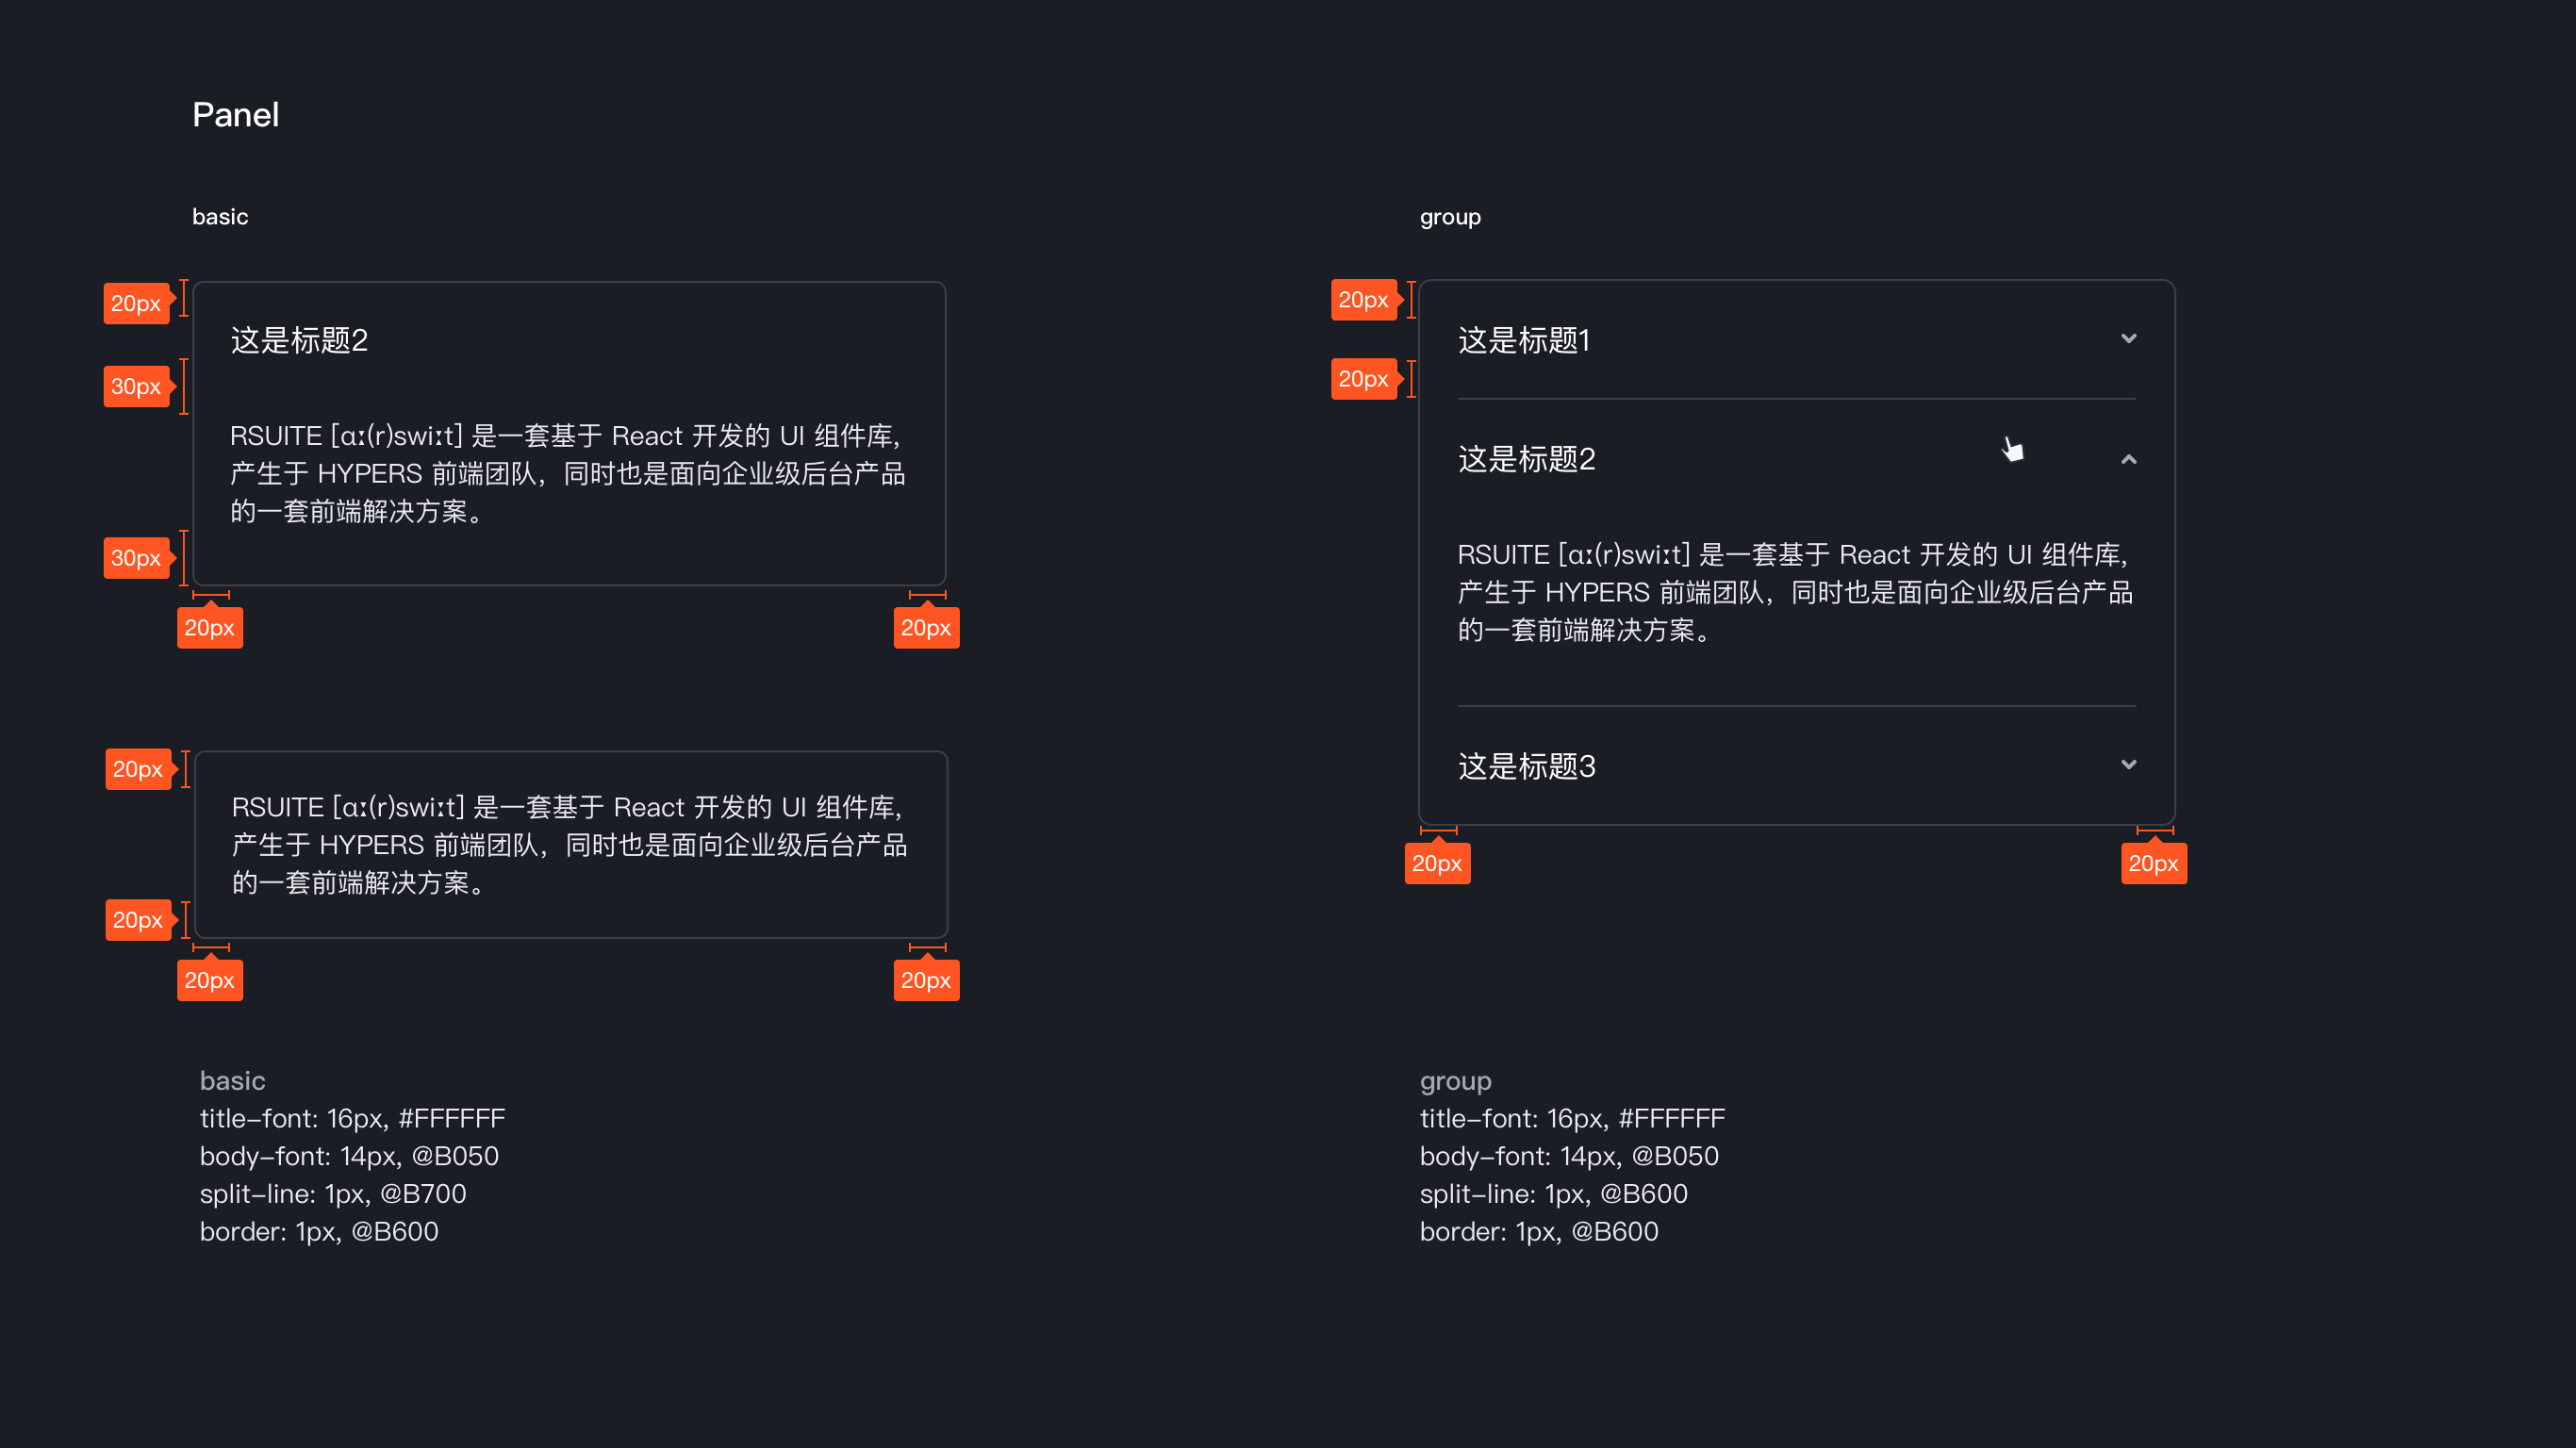 Panel
basic
20px
这是标题2
30px
RSUITE [ɑː(r)swiːt] 是一套基于 React 开发的 UI 组件库,
产生于 HYPERS 前端团队，同时也是面向企业级后台产品
的一套前端解决方案。
30px
20px
20px
20px
RSUITE [ɑː(r)swiːt] 是一套基于 React 开发的 UI 组件库,
产生于 HYPERS 前端团队，同时也是面向企业级后台产品
的一套前端解决方案。
20px
20px
20px
basic
title-font: 16px, #FFFFFF
body-font: 14px, @B050
split-line: 1px, @B700
border: 1px, @B600
group
20px
这是标题1
20px
这是标题2
RSUITE [ɑː(r)swiːt] 是一套基于 React 开发的 UI 组件库,
产生于 HYPERS 前端团队，同时也是面向企业级后台产品
的一套前端解决方案。
这是标题3
20px
20px
group
title-font: 16px, #FFFFFF
body-font: 14px, @B050
split-line: 1px, @B600
border: 1px, @B600